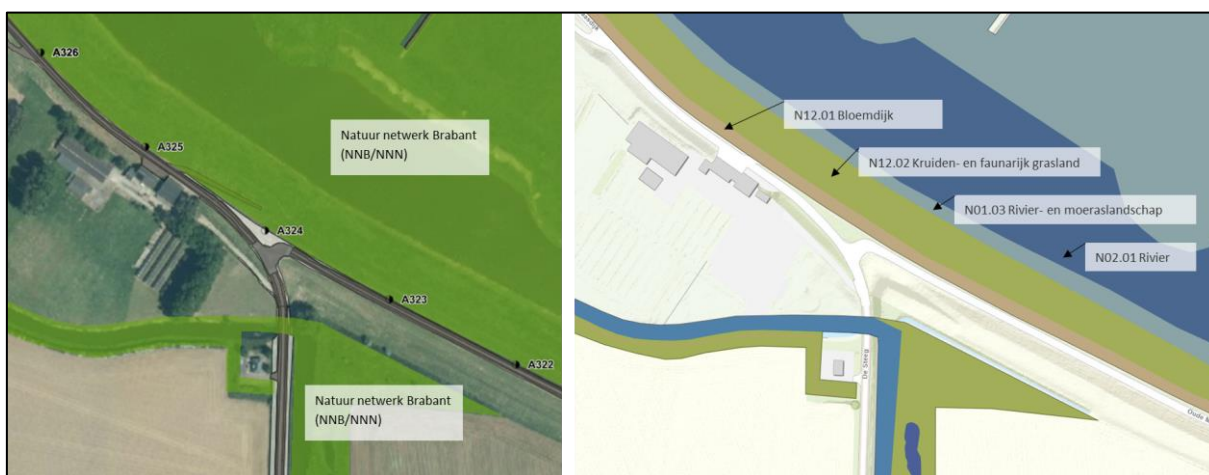 A326
Natuur netwerk Brabant
(NNB/NNN)
A325
A324
A323
A322
Natuur netwerk Brabant
(NNB/NNN)
N12.01 Bloemdijk
N12.02 Kruiden- en faunarijk grasland
N01.03 Rivier- en moeraslandschap
N02.01 Rivier
De Steeg
Oude